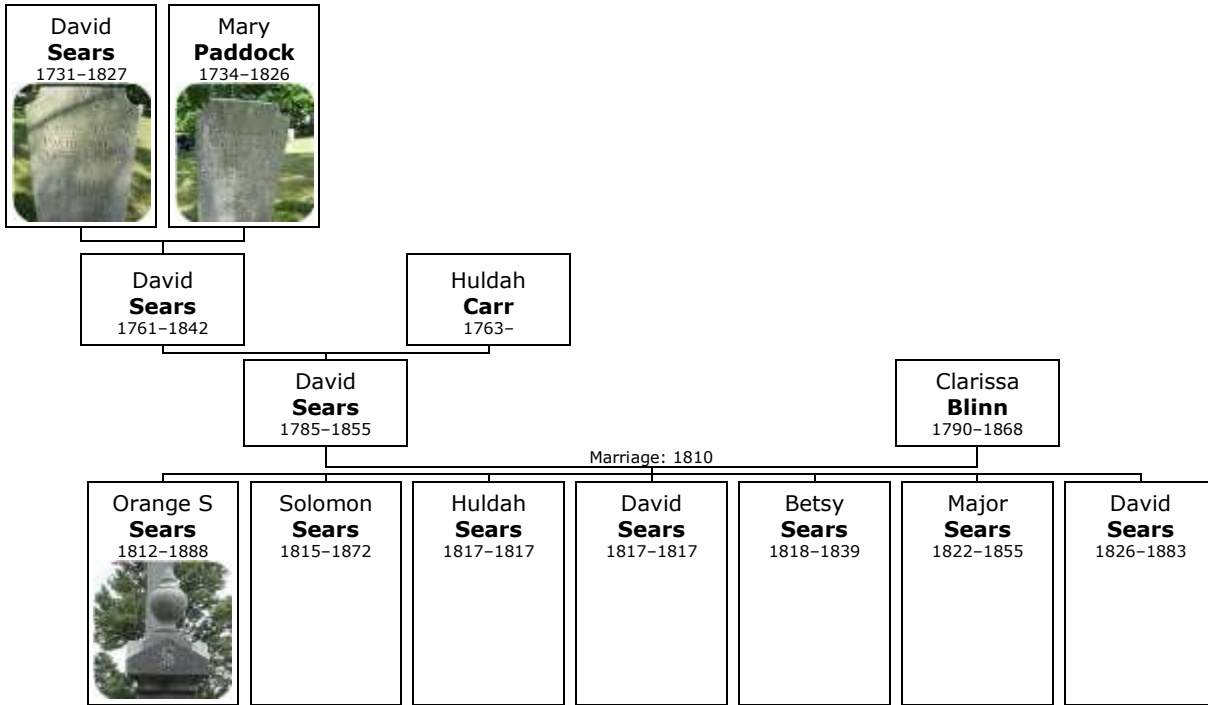 David
Sears
1731–1827
Mary
Paddock
1734–1826
David
Sears
1761–1842
Huldah
Carr
1763–
David
Sears
1785–1855
Clarissa
Blinn
1790–1868
Marriage: 1810
Orange S
Sears
1812–1888
Solomon
Sears
1815–1872
Huldah
Sears
1817–1817
David
Sears
1817–1817
Betsy
Sears
1818–1839
Major
Sears
1822–1855
David
Sears
1826–1883